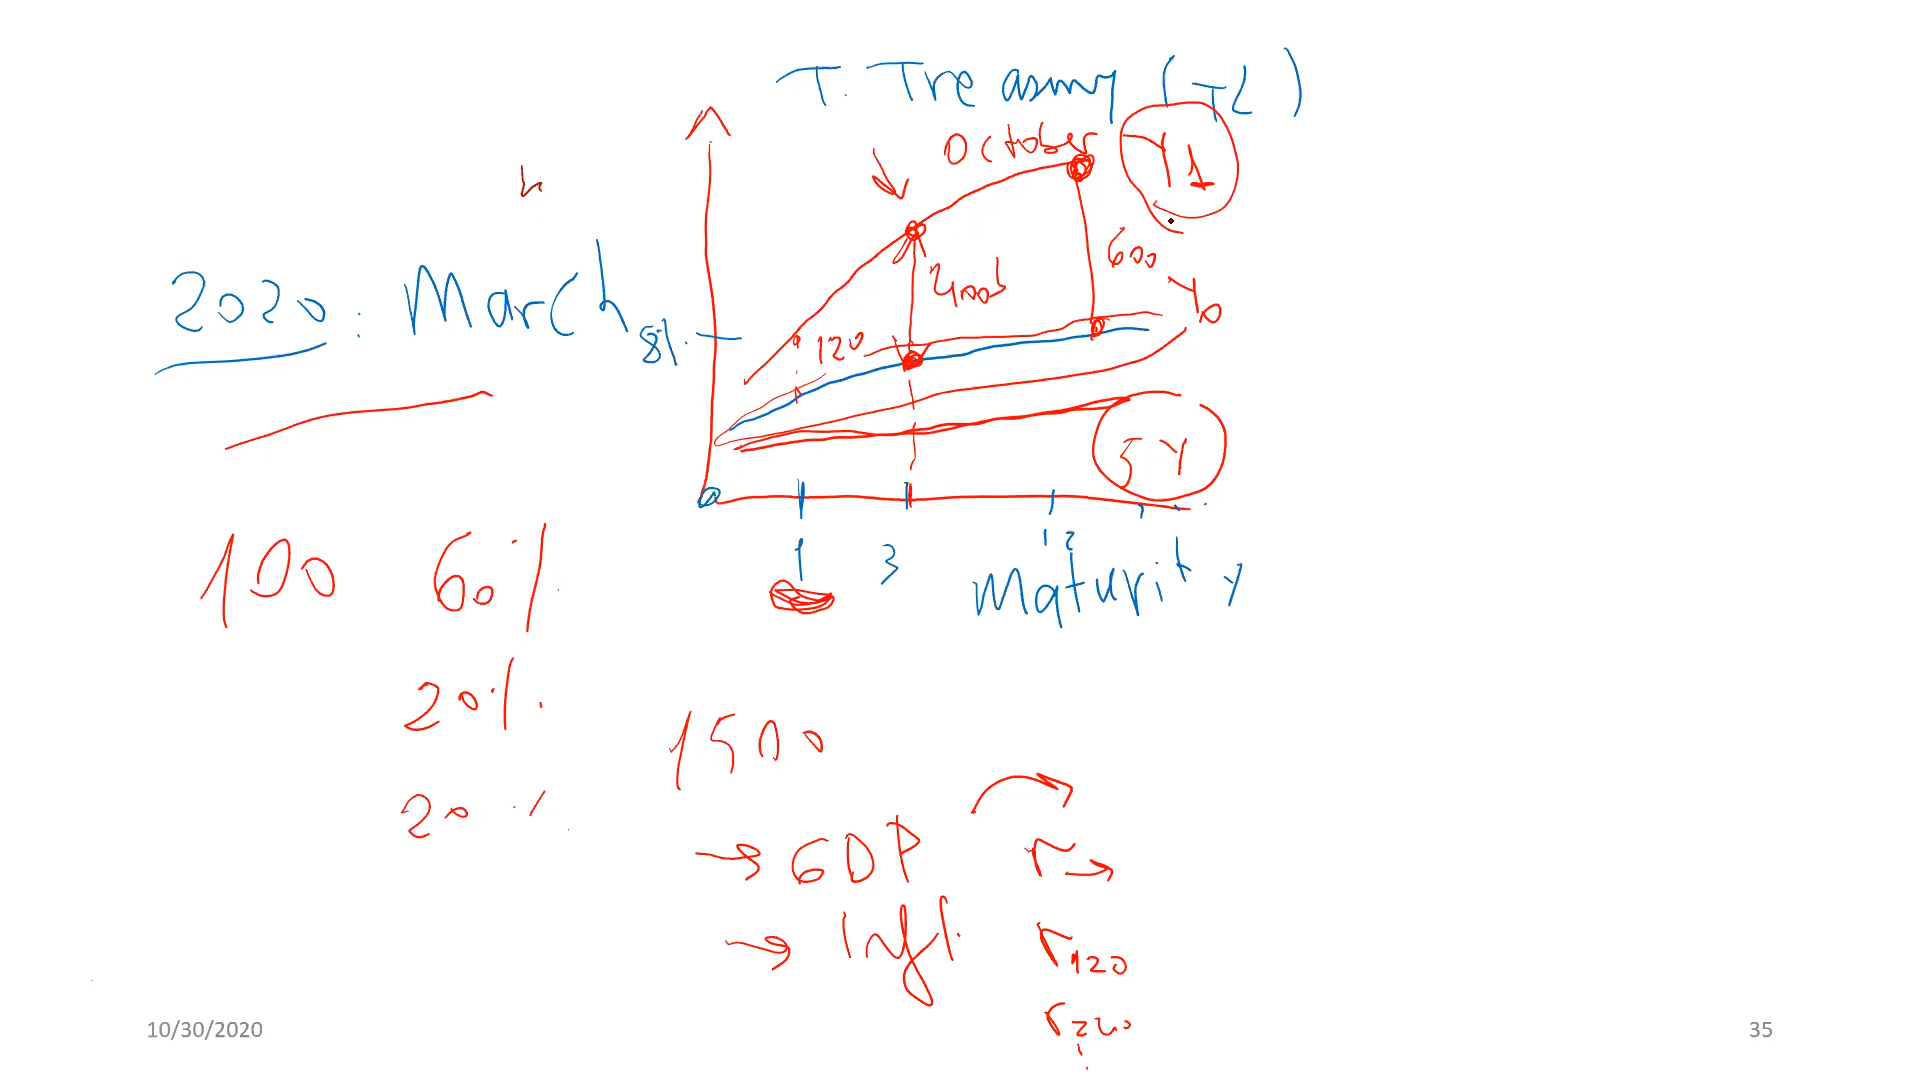 T. Treasury (TL)
October
Y1
h
600
400b
2020: March
Y0
8%
120
5Y
1
3
12
Maturity
100 60%
20%
1500
20 %
→ GDP r
→ Infl.
r120
r240
10/30/2020
35